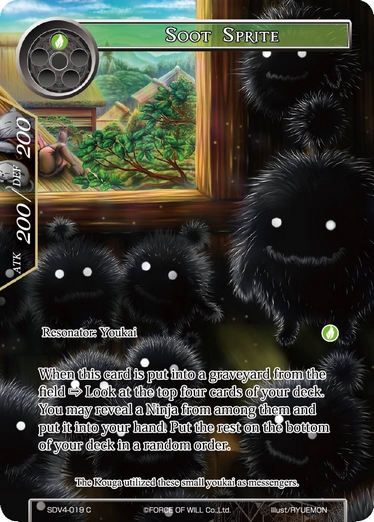 Soot Sprite
ATK 200 / DEF 200
Resonator: Youkai
When this card is put into a graveyard from the
field ⇨ Look at the top four cards of your deck.
You may reveal a Ninja from among them and
put it into your hand. Put the rest on the bottom
of your deck in a random order.
The Kouga utilized these small youkai as messengers.
SDV4-019 C ©FORCE OF WILL Co.,Ltd. Illust/RYUEMON